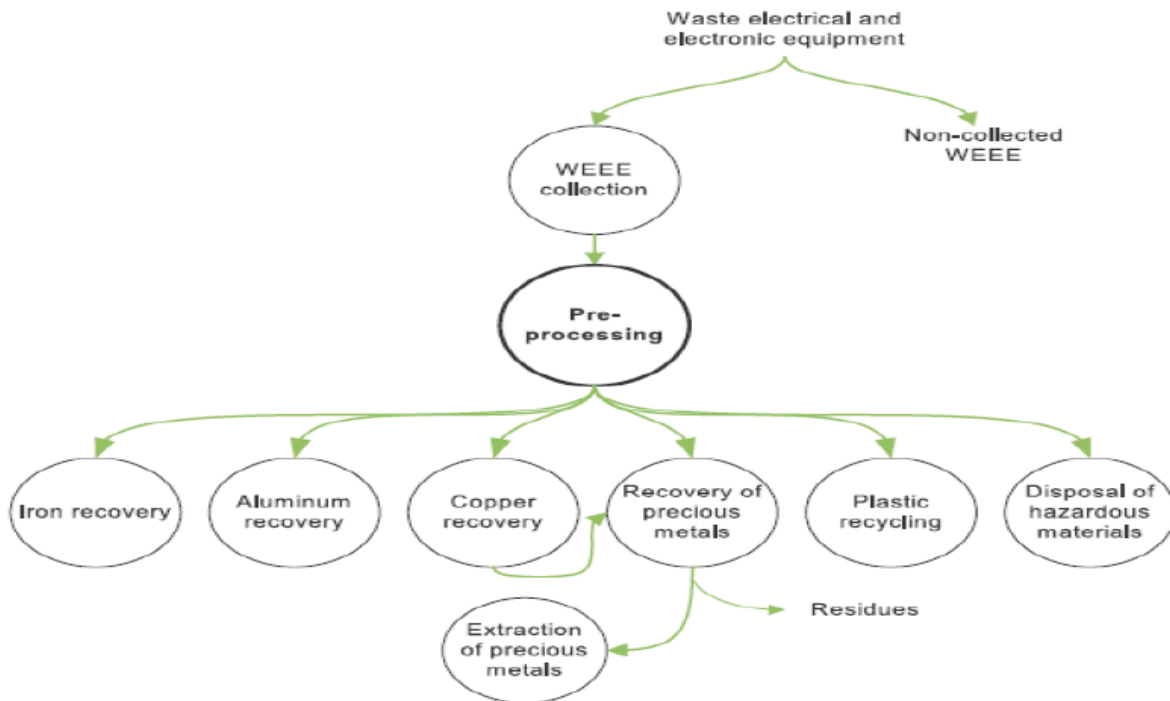 Waste electrical and
electronic equipment
Non-collected
WEEE
WEEE
collection
Pre-
processing
Iron recovery
Aluminum
recovery
Copper
recovery
Recovery of
precious
metals
Plastic
recycling
Disposal of
hazardous
materials
Residues
Extraction
of precious
metals